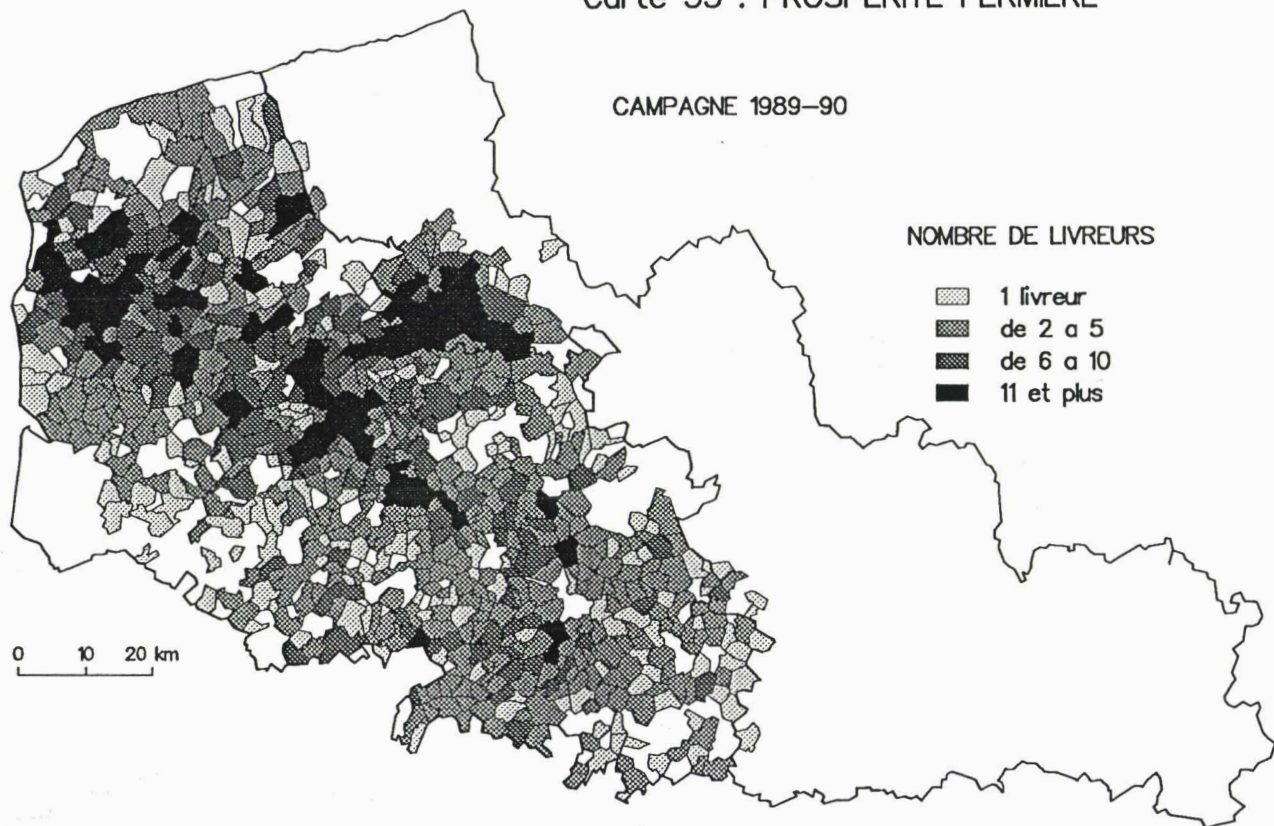 Carte 33 : PROSPERITE FERMIERE
CAMPAGNE 1989-90
NOMBRE DE LIVREURS
1 livreur
de 2 a 5
de 6 a 10
11 et plus
0 10 20 km